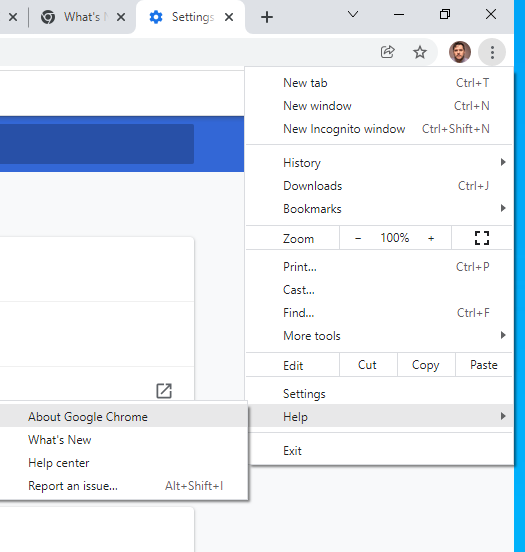 What's N
Settings
New tab Ctrl+T
New window Ctrl+N
New Incognito window Ctrl+Shift+N
History
Downloads Ctrl+J
Bookmarks
Zoom − 100% +
Print... Ctrl+P
Cast...
Find... Ctrl+F
More tools
Edit Cut Copy Paste
Settings
Help
Exit
About Google Chrome
What's New
Help center
Report an issue... Alt+Shift+I